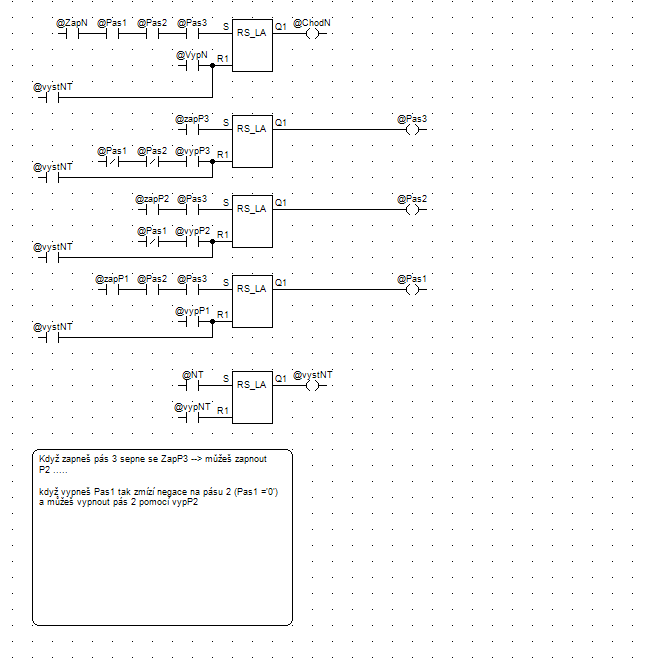 @ZapN @Pas1 @Pas2 @Pas3 @ChodN
S RS_LA Q1
@VypN R1
@vystNT
@zapP3 S RS_LA Q1 @Pas3
@Pas1 @Pas2 @vypP3 R1
@vystNT
@zapP2 @Pas3 S RS_LA Q1 @Pas2
@Pas1 @vypP2 R1
@vystNT
@zapP1 @Pas2 @Pas3 S RS_LA Q1 @Pas1
@vypP1 R1
@vystNT
@NT S RS_LA Q1 @vystNT
@vypNT R1
Když zapneš pás 3 sepne se ZapP3 --> můžeš zapnout
P2 .....
když vypneš Pas1 tak zmízí negace na pásu 2 (Pas1 ='0')
a můžeš vypnout pás 2 pomocí vypP2